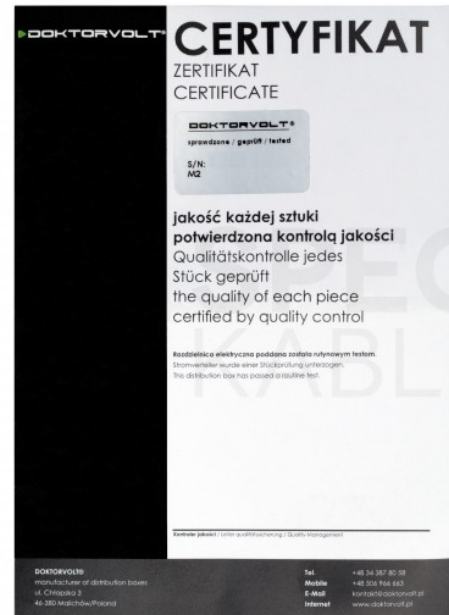 DOKTORVOLT®
CERTYFIKAT
ZERTIFIKAT
CERTIFICATE
DOKTORVOLT®
sprawdzone / geprüft / tested
S/N:
M2
jakość każdej sztuki
potwierdzona kontrolą jakości
Qualitätskontrolle jedes
Stück geprüft
the quality of each piece
certified by quality control
SPEC
KABL
Rozdzielnica elektryczna poddana została rutynowym testom.
Stromverteiler wurde einer Stückprüfung unterzogen.
This distribution box has passed a routine test.
Kontroler jakości / Leiter qualitätssicherung / Quality Management
DOKTORVOLT®
manufacturer of distribution boxes
ul. Chłapska 3
46-380 Malichów/Poland
Tel. +48 34 387 80 58
Mobile +48 506 966 663
E-Mail kontakt@doktorvolt.pl
Internet www.doktorvolt.pl